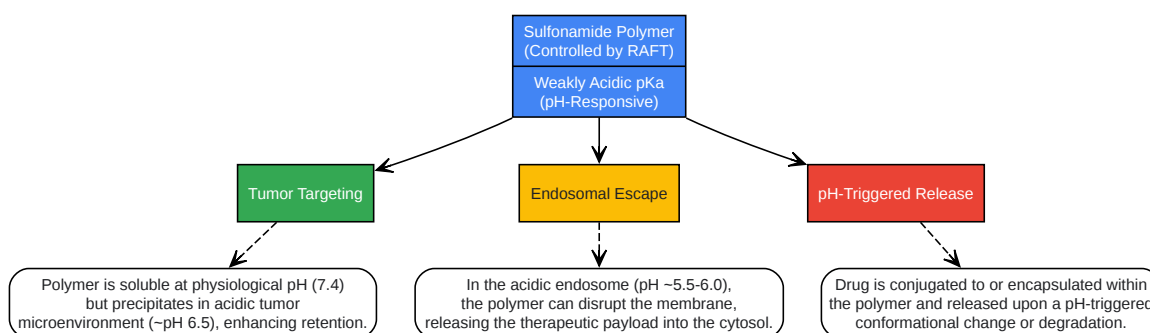 Sulfonamide Polymer
(Controlled by RAFT)
Weakly Acidic pKa
(pH-Responsive)
Tumor Targeting
Endosomal Escape
pH-Triggered Release
Polymer is soluble at physiological pH (7.4)
but precipitates in acidic tumor
microenvironment (~pH 6.5), enhancing retention.
In the acidic endosome (pH ~5.5-6.0),
the polymer can disrupt the membrane,
releasing the therapeutic payload into the cytosol.
Drug is conjugated to or encapsulated within
the polymer and released upon a pH-triggered
conformational change or degradation.